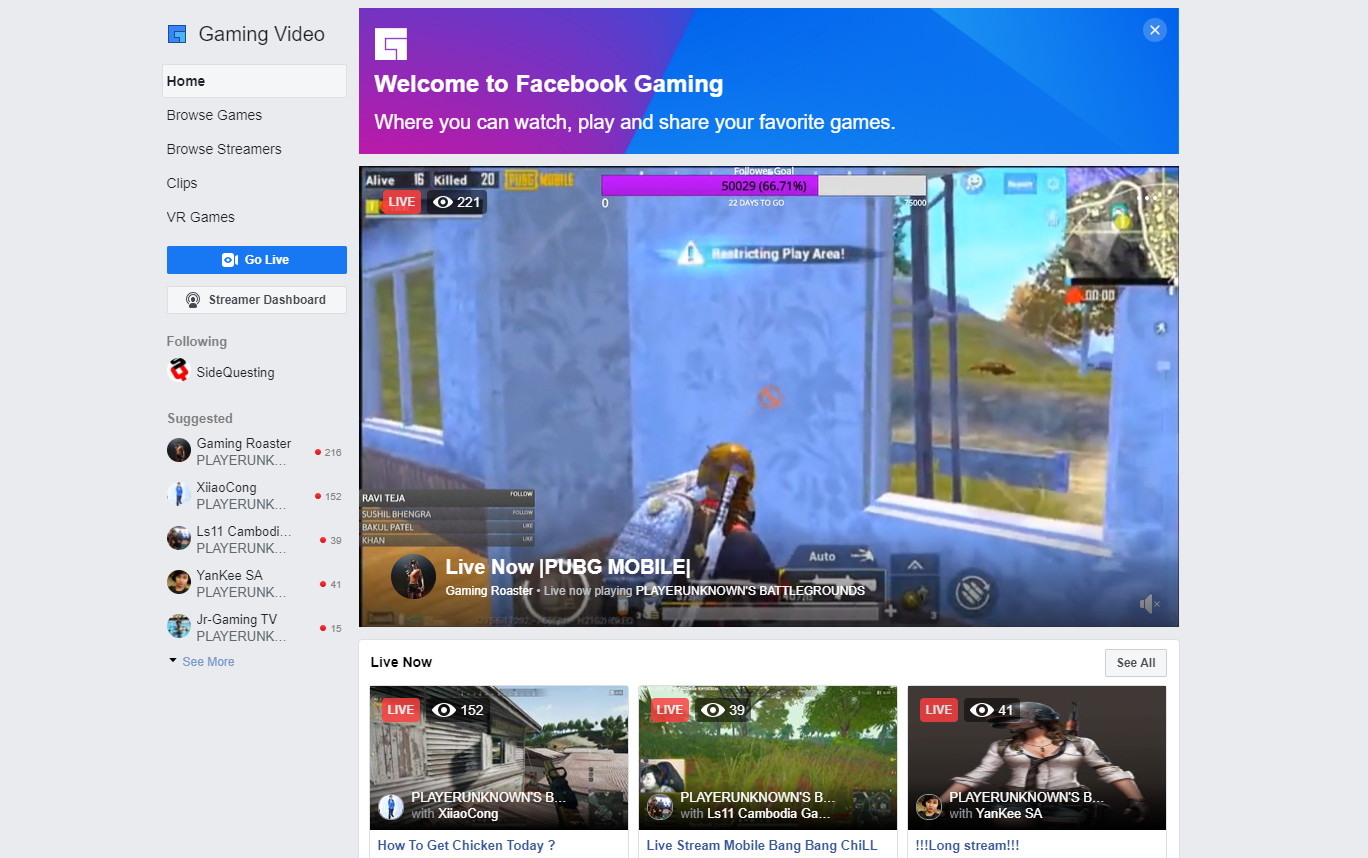 Gaming Video
Home
Browse Games
Browse Streamers
Clips
VR Games
Go Live
Streamer Dashboard
Following
SideQuesting
Suggested
Gaming Roaster
PLAYERUNK...
216
XiiaoCong
PLAYERUNK...
152
Ls11 Cambodi...
PLAYERUNK...
39
YanKee SA
PLAYERUNK...
41
Jr-Gaming TV
PLAYERUNK...
15
See More
Welcome to Facebook Gaming
Where you can watch, play and share your favorite games.
Alive 16 Killed 20 PUBG MOBILE
Follower Goal
50029 (66.71%)
0 22 DAYS TO GO 75000
Report
LIVE 221
Restricting Play Area!
00:00
RAVI TEJA FOLLOW
SUSHIL BHENGRA FOLLOW
BAKUL PATEL LIKE
KHAN LIKE
Auto
Live Now |PUBG MOBILE|
Gaming Roaster • Live now playing PLAYERUNKNOWN'S BATTLEGROUNDS
3
Live Now
See All
LIVE 152
PLAYERUNKNOWN'S B...
with XiiaoCong
How To Get Chicken Today ?
LIVE 39
PLAYERUNKNOWN'S B...
with Ls11 Cambodia Ga...
Live Stream Mobile Bang Bang ChiLL
LIVE 41
PLAYERUNKNOWN'S B...
with YanKee SA
!!!Long stream!!!